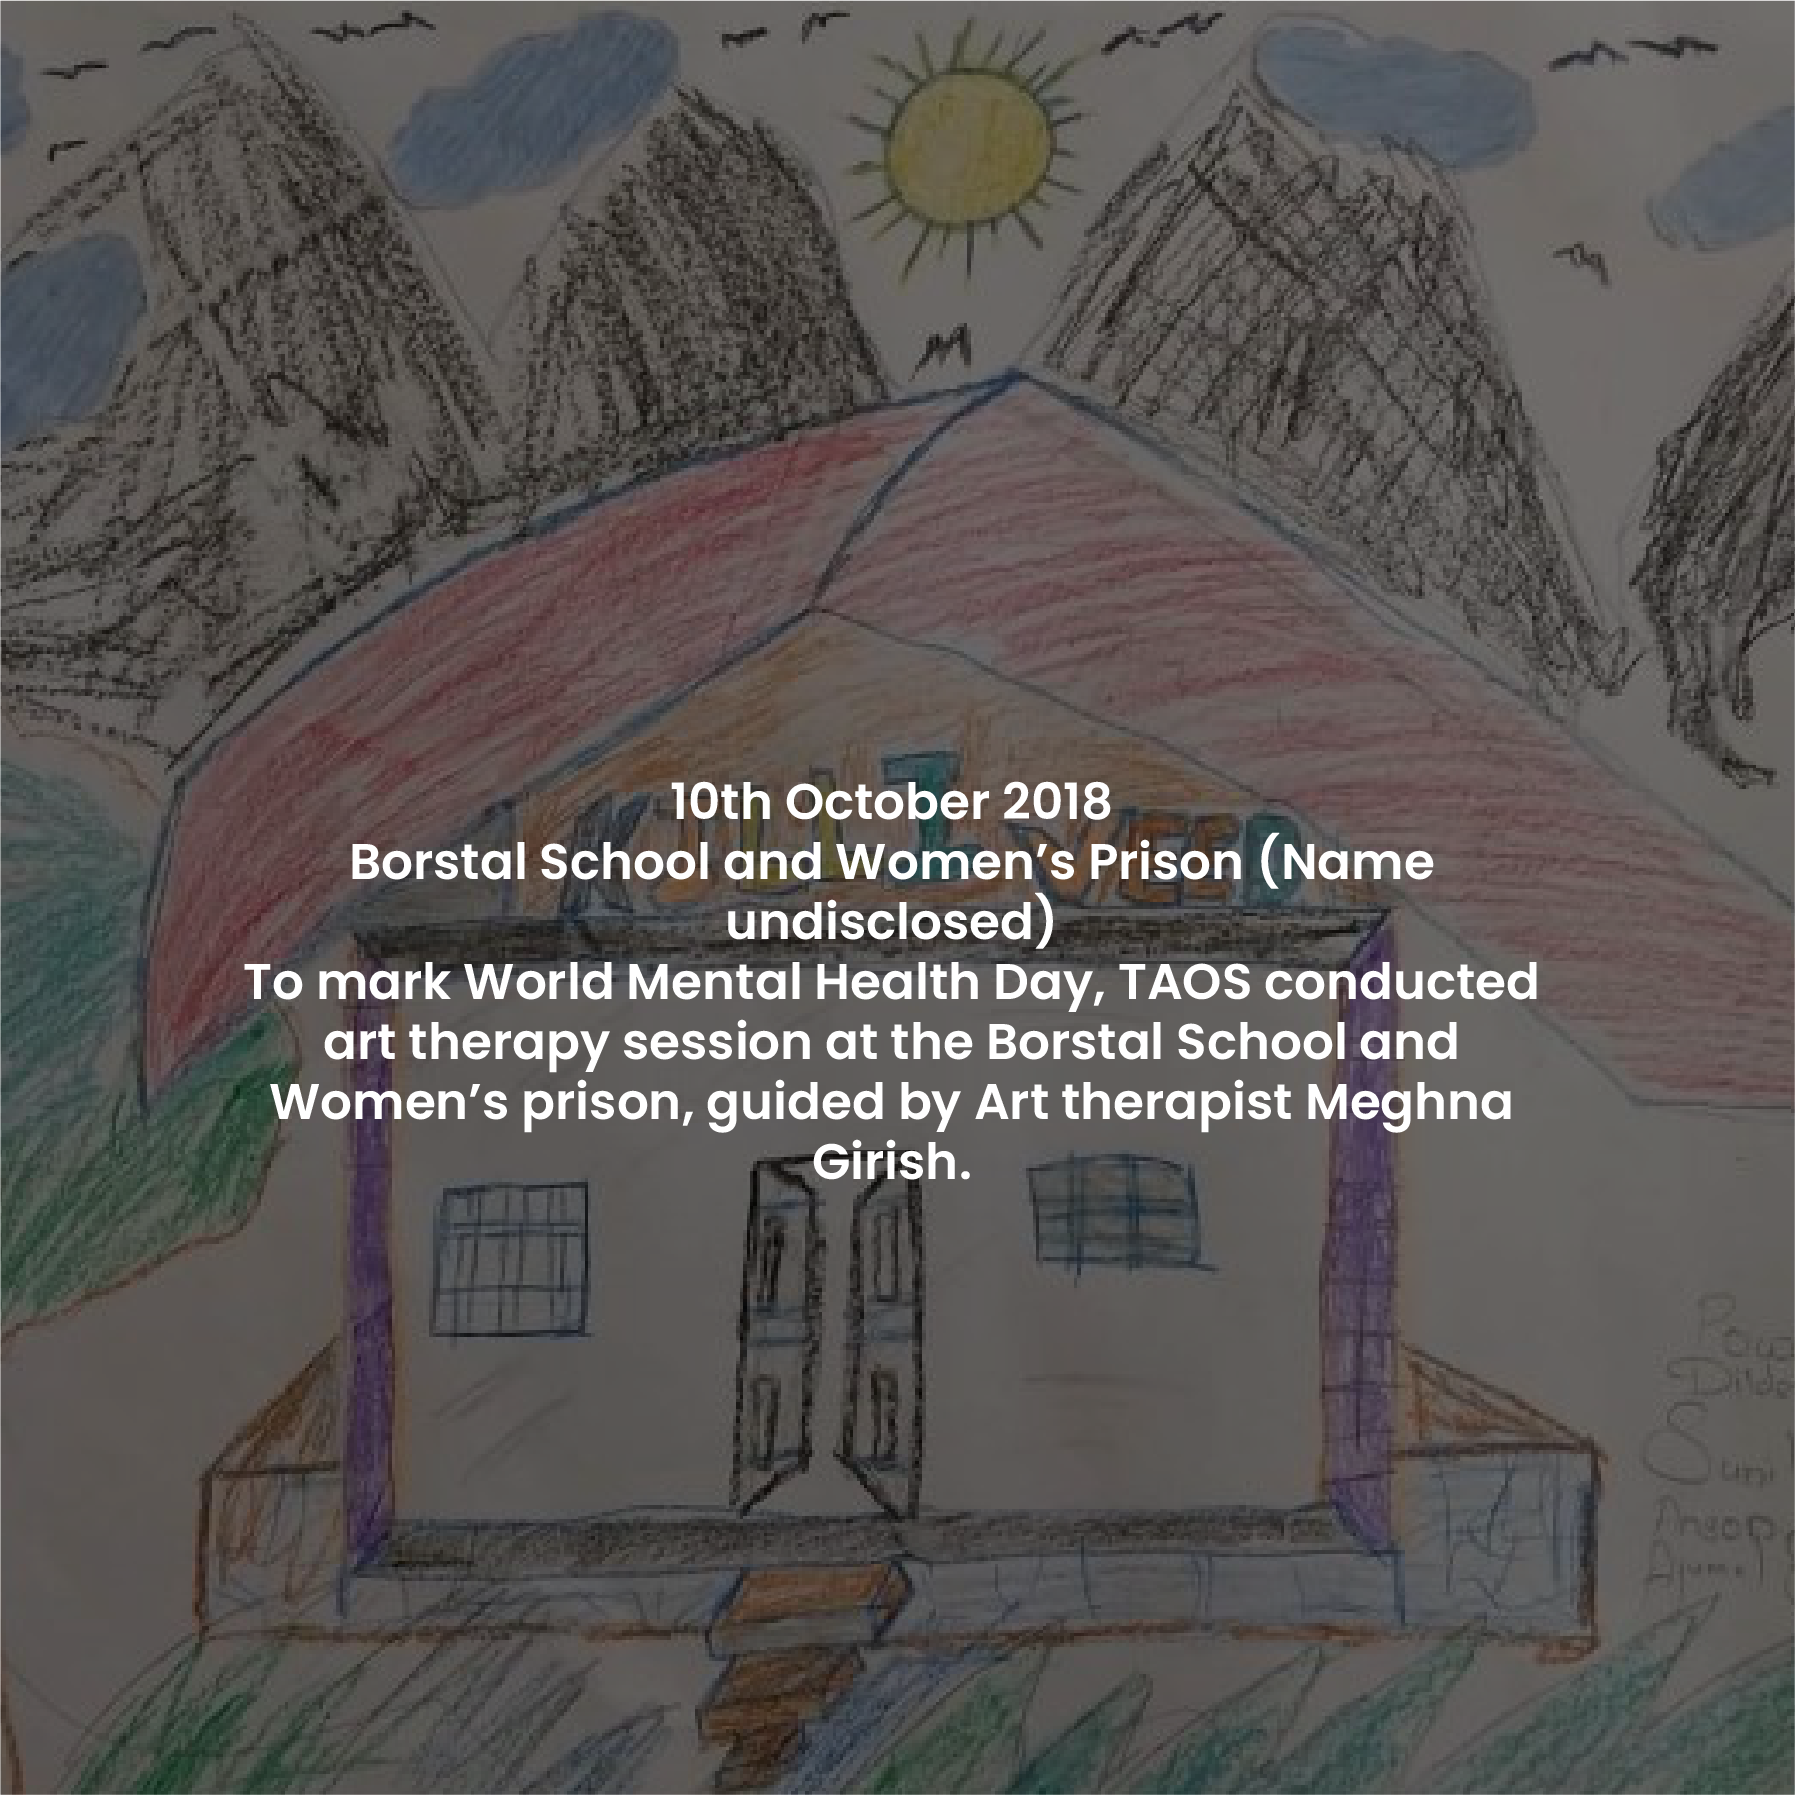 10th October 2018
Borstal School and Women’s Prison (Name
undisclosed)
To mark World Mental Health Day, TAOS conducted
art therapy session at the Borstal School and
Women’s prison, guided by Art therapist Meghna
Girish.